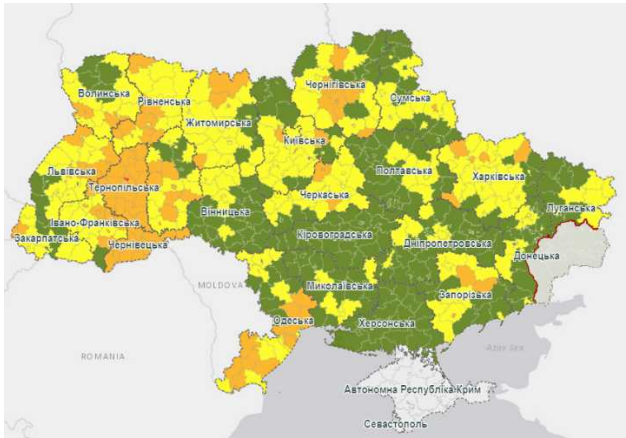 Чернігівська
Волинська
Рівненська
Сумська
Житомирська
Київська
Львівська
Полтавська
Харківська
Тернопільська
Черкаська
Вінницька
Луганська
Івано-Франківська
Закарпатська
Чернівецька
Кіровоградська
Дніпропетровська
Донецька
MOLDOVA
Миколаївська
Запорізька
Одеська
Херсонська
ROMANIA
Azov Sea
Автономна Республіка Крим
Севастополь